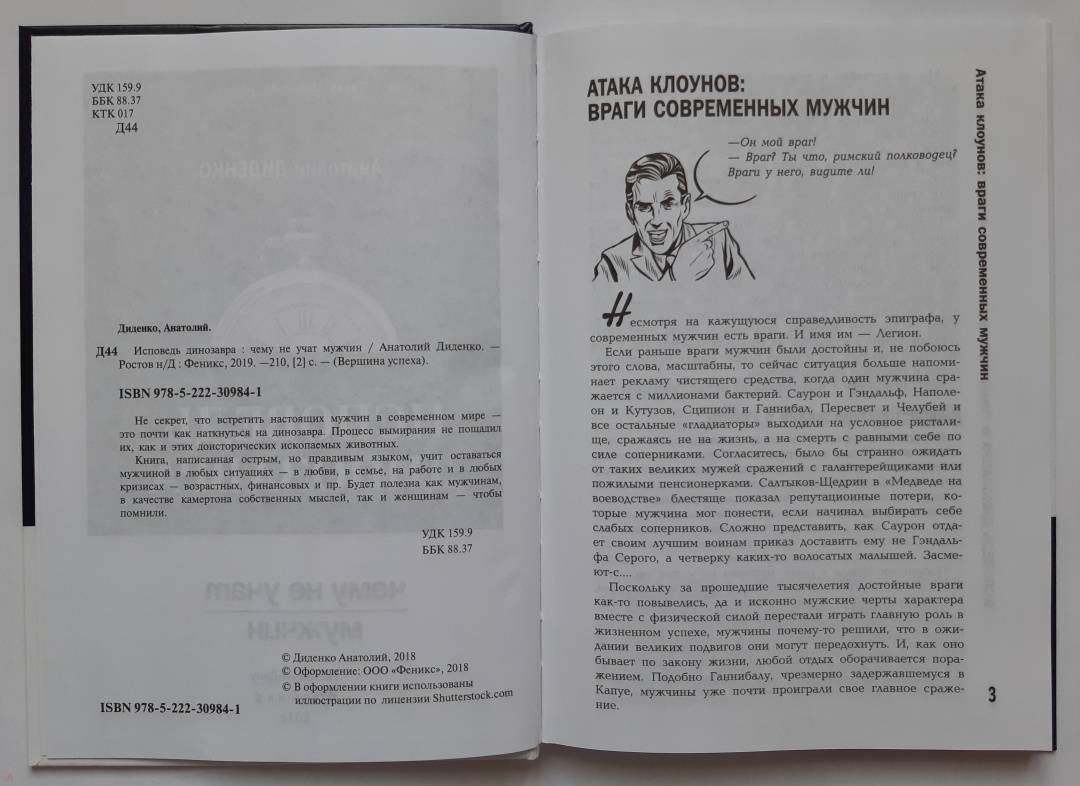 УДК 159.9
ББК 88.37
КТК 017
Д44
Диденко, Анатолий.
Д44 Исповедь динозавра : чему не учат мужчин / Анатолий Диденко. —
Ростов н/Д : Феникс, 2019. —210, [2] с. — (Вершина успеха).
ISBN 978-5-222-30984-1
Не секрет, что встретить настоящих мужчин в современном мире —
это почти как наткнуться на динозавра. Процесс вымирания не пощадил
их, как и этих доисторических ископаемых животных.
Книга, написанная острым, но правдивым языком, учит оставаться
мужчиной в любых ситуациях — в любви, в семье, на работе и в любых
кризисах — возрастных, финансовых и пр. Будет полезна как мужчинам,
в качестве камертона собственных мыслей, так и женщинам — чтобы
помнили.
УДК 159.9
ББК 88.37
© Диденко Анатолий, 2018
© Оформление: ООО «Феникс», 2018
© В оформлении книги использованы
иллюстрации по лицензии Shutterstock.com
ISBN 978-5-222-30984-1
чему не учат
мужчин
Анатолий ДИДЕНКО
АТАКА КЛОУНОВ:
ВРАГИ СОВРЕМЕННЫХ МУЖЧИН
—Он мой враг!
— Враг? Ты что, римский полководец?
Враги у него, видите ли!
Несмотря на кажущуюся справедливость эпиграфа, у
современных мужчин есть враги. И имя им — Легион.
Если раньше враги мужчин были достойны и, не побоюсь
этого слова, масштабны, то сейчас ситуация больше напоми-
нает рекламу чистящего средства, когда один мужчина сра-
жается с миллионами бактерий. Саурон и Гэндальф, Наполе-
он и Кутузов, Сципион и Ганнибал, Пересвет и Челубей и
все остальные «гладиаторы» выходили на условное ристали-
ще, сражаясь не на жизнь, а на смерть с равными себе по
силе соперниками. Согласитесь, было бы странно ожидать
от таких великих мужей сражений с галантерейщиками или
пожилыми пенсионерками. Салтыков-Щедрин в «Медведе на
воеводстве» блестяще показал репутационные потери, ко-
торые мужчина мог понести, если начинал выбирать себе
слабых соперников. Сложно представить, как Саурон отда-
ет своим лучшим воинам приказ доставить ему не Гэндаль-
фа Серого, а четверку каких-то волосатых малышей. Засме-
ют-с....
Поскольку за прошедшие тысячелетия достойные враги
как-то повывелись, да и исконно мужские черты характера
вместе с физической силой перестали играть главную роль в
жизненном успехе, мужчины почему-то решили, что в ожи-
дании великих подвигов они могут передохнуть. И, как оно
бывает по закону жизни, любой отдых оборачивается пора-
жением. Подобно Ганнибалу, чрезмерно задержавшемуся в
Капуе, мужчины уже почти проиграли свое главное сраже-
ние.
Атака клоунов: враги современных мужчин
3